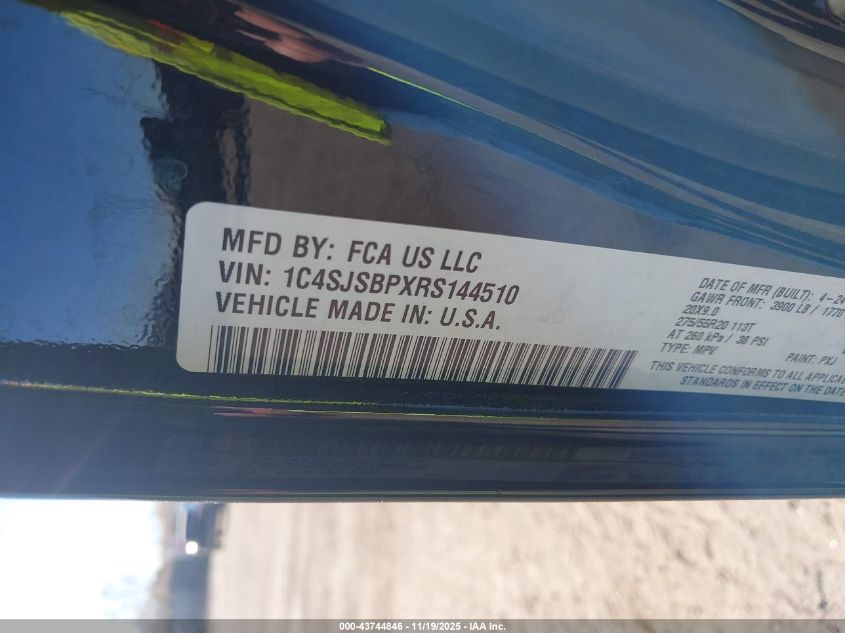 MFD BY: FCA US LLC
VIN: 1C4SJSBPXRS144510
VEHICLE MADE IN: U.S.A.
DATE OF MFR (BUILT): 4-24
GAWR FRONT: 3900 LB / 1770
20X9.0
275/55R20 113T
AT 260 kPa / 38 PSI
TYPE: MPV
PAINT: PXJ
THIS VEHICLE CONFORMS TO ALL APPLICA
STANDARDS IN EFFECT ON THE DATE
000-43744846 - 11/19/2025 - IAA Inc.